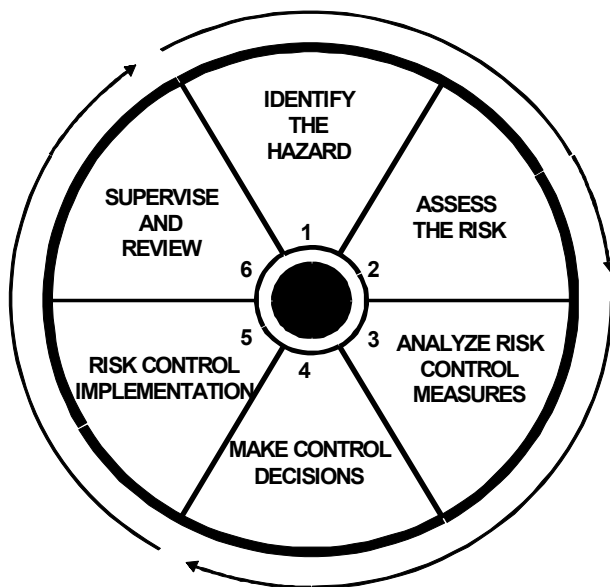 IDENTIFY
THE
HAZARD
1
ASSESS
THE RISK
2
ANALYZE RISK
CONTROL
MEASURES
3
MAKE CONTROL
DECISIONS
4
RISK CONTROL
IMPLEMENTATION
5
SUPERVISE
AND
REVIEW
6